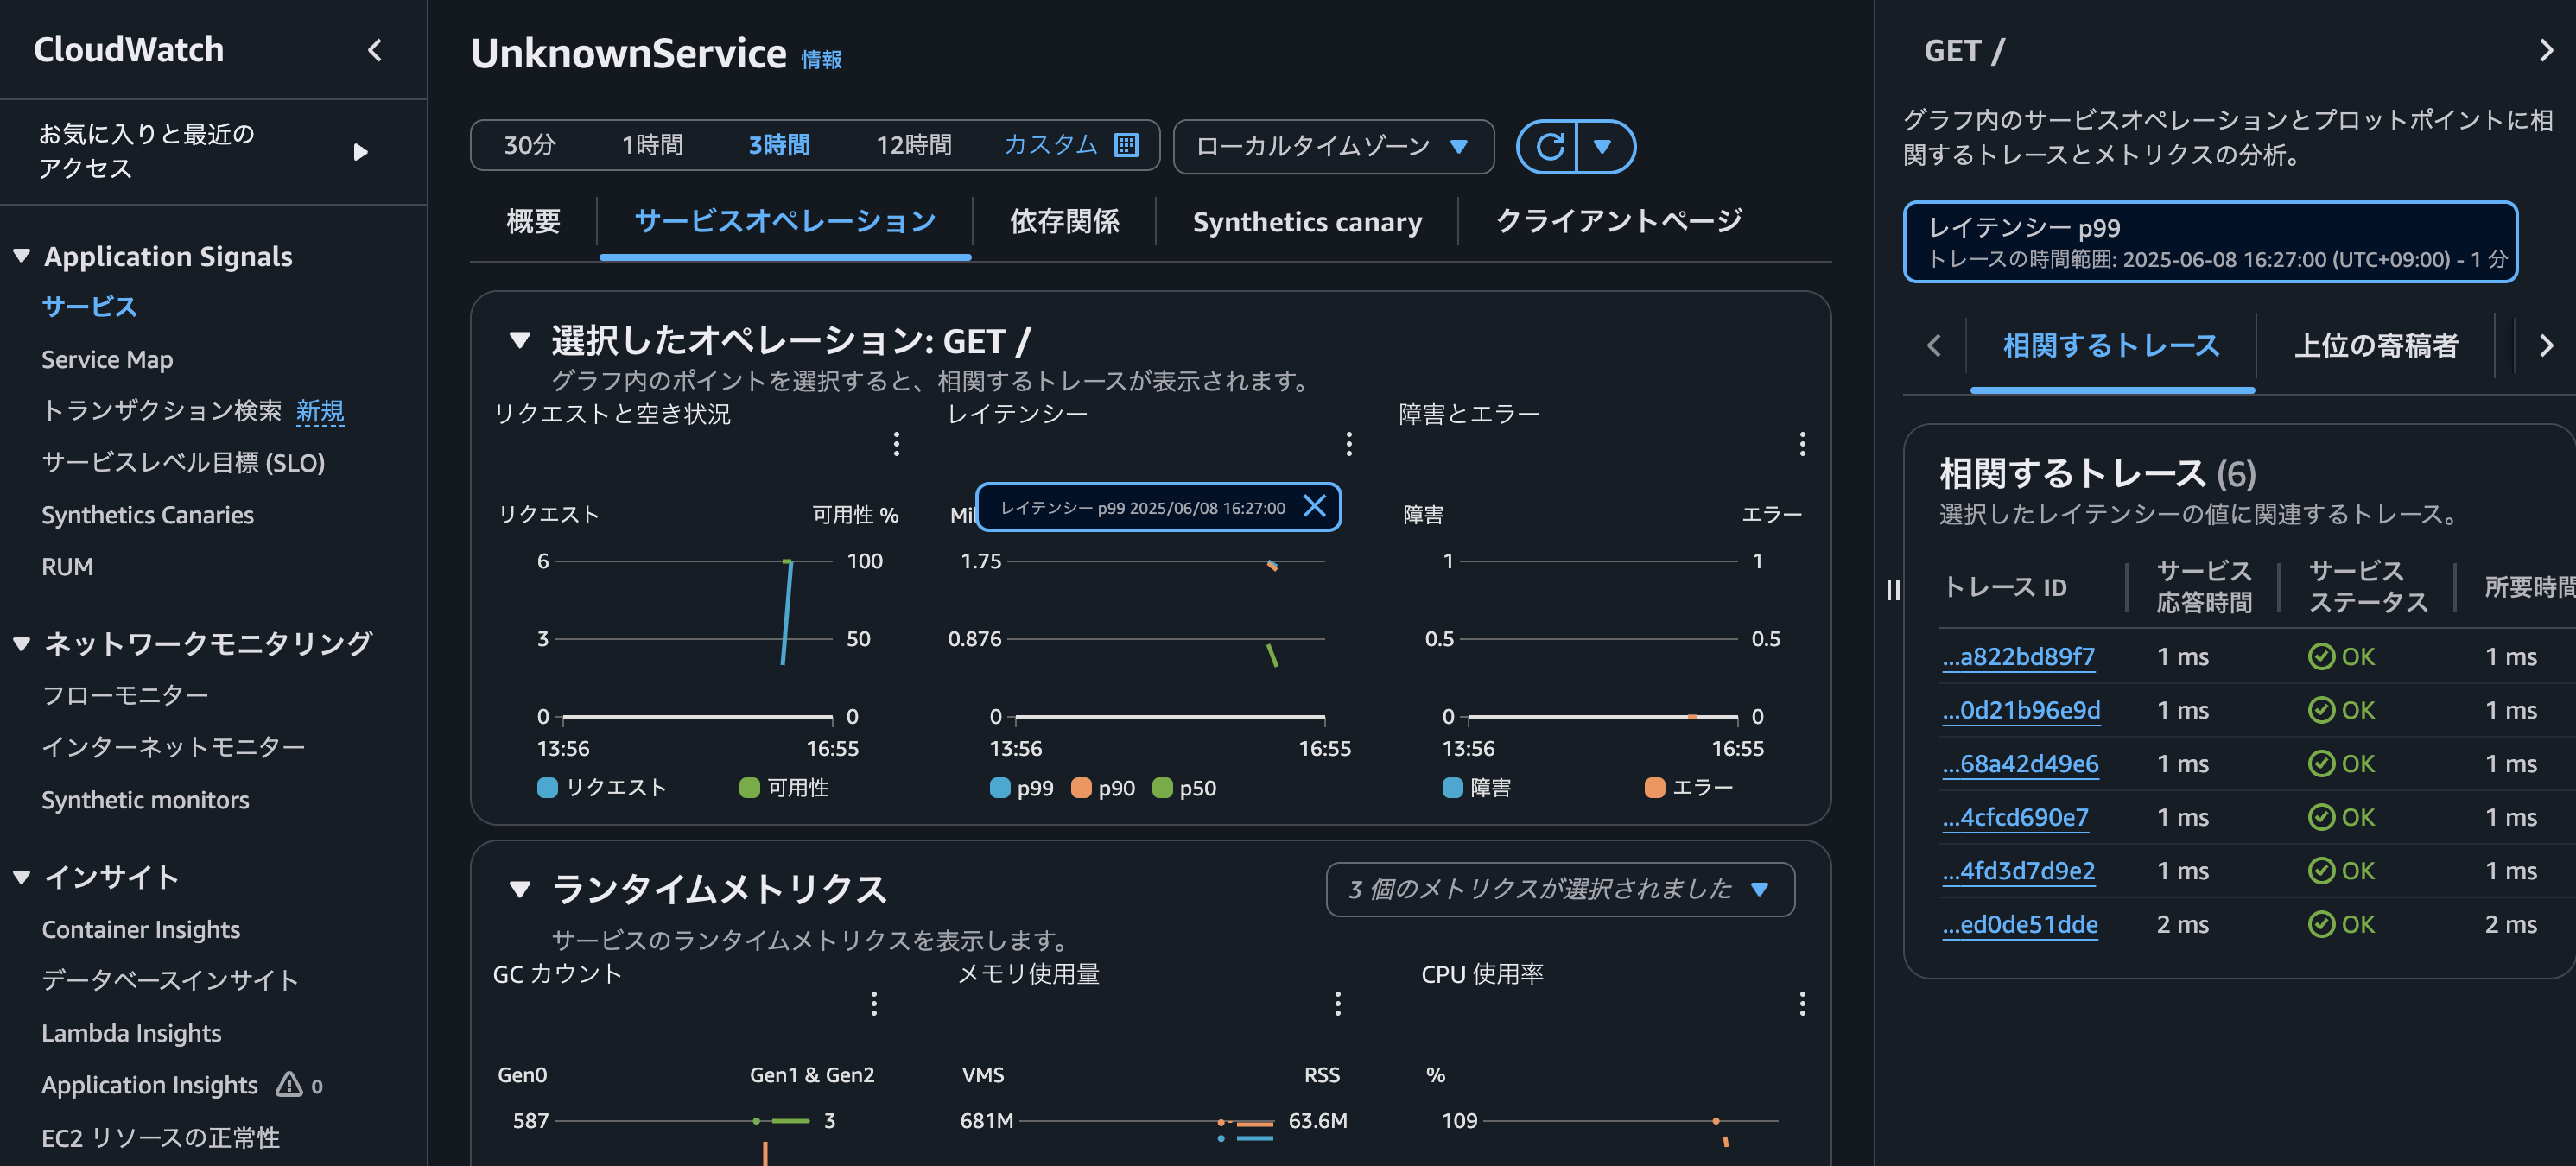 CloudWatch
お気に入りと最近の
アクセス
Application Signals
サービス
Service Map
トランザクション検索 新規
サービスレベル目標 (SLO)
Synthetics Canaries
RUM
ネットワークモニタリング
フローモニター
インターネットモニター
Synthetic monitors
インサイト
Container Insights
データベースインサイト
Lambda Insights
Application Insights 0
EC2 リソースの正常性
UnknownService 情報
30分 1時間 3時間 12時間 カスタム ローカルタイムゾーン
概要 サービスオペレーション 依存関係 Synthetics canary クライアントページ
選択したオペレーション: GET /
グラフ内のポイントを選択すると、相関するトレースが表示されます。
リクエストと空き状況
リクエスト 可用性 %
6 100
3 50
0 0
13:56 16:55
リクエスト 可用性
レイテンシー
レイテンシー p99 2025/06/08 16:27:00
1.75
0.876
0
13:56 16:55
p99 p90 p50
障害とエラー
障害 エラー
1 1
0.5 0.5
0 0
13:56 16:55
障害 エラー
ランタイムメトリクス
3 個のメトリクスが選択されました
サービスのランタイムメトリクスを表示します。
GC カウント
Gen0 Gen1 & Gen2
587 3
メモリ使用量
VMS RSS
681M 63.6M
CPU 使用率
%
109
GET /
グラフ内のサービスオペレーションとプロットポイントに相
関するトレースとメトリクスの分析。
レイテンシー p99
トレースの時間範囲: 2025-06-08 16:27:00 (UTC+09:00) - 1 分
相関するトレース 上位の寄稿者
相関するトレース (6)
選択したレイテンシーの値に関連するトレース。
トレース ID サービス応答時間 サービスステータス 所要時間
...a822bd89f7 1 ms OK 1 ms
...0d21b96e9d 1 ms OK 1 ms
...68a42d49e6 1 ms OK 1 ms
...4cfcd690e7 1 ms OK 1 ms
...4fd3d7d9e2 1 ms OK 1 ms
...ed0de51dde 2 ms OK 2 ms